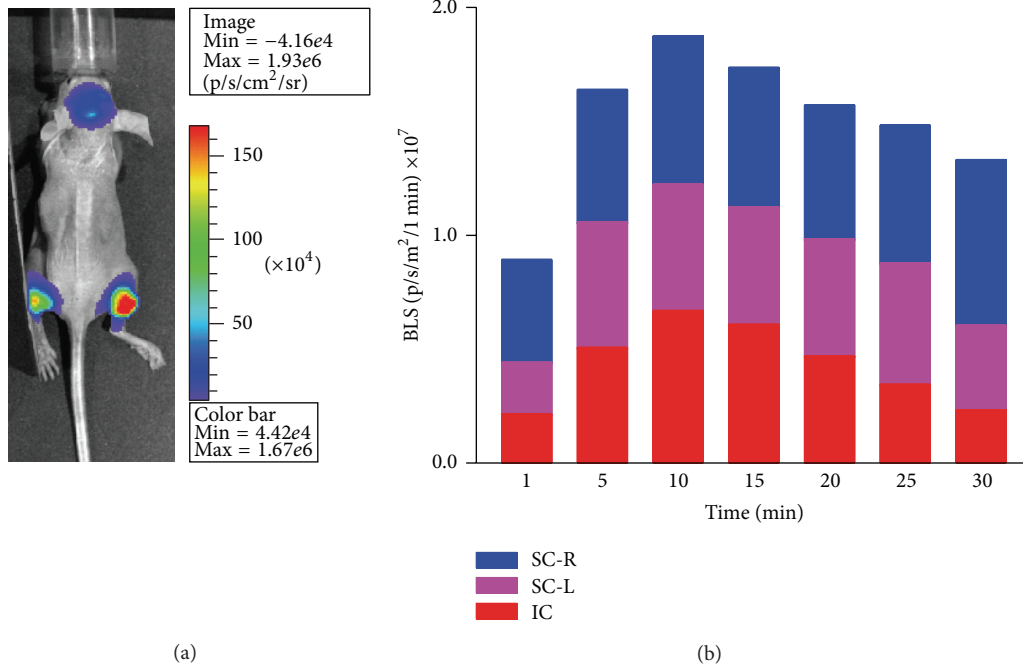 Image
Min = −4.16e4
Max = 1.93e6
(p/s/cm²/sr)
150
100
(×10⁴)
50
Color bar
Min = 4.42e4
Max = 1.67e6
(a)
BLS (p/s/m²/1 min) ×10⁷
2.0
1.0
0.0
1 5 10 15 20 25 30
Time (min)
SC-R
SC-L
IC
(b)